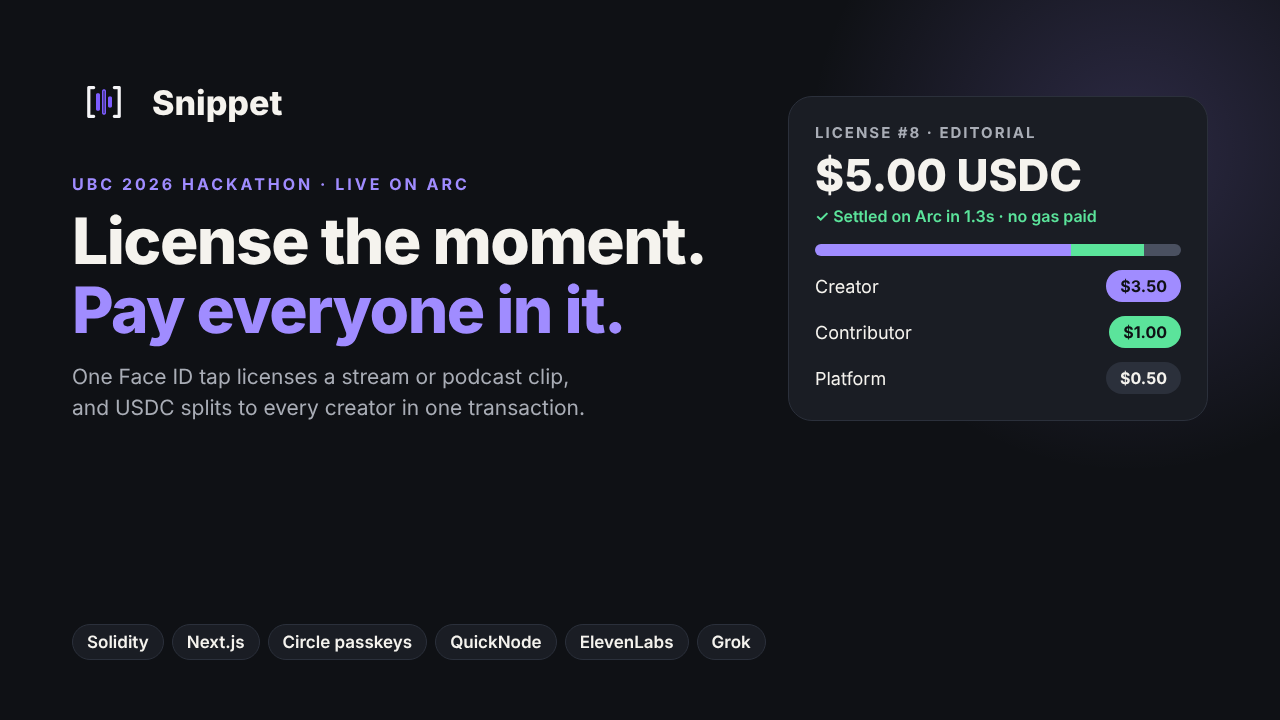 Snippet
UBC 2026 HACKATHON · LIVE ON ARC
License the moment.
Pay everyone in it.
One Face ID tap licenses a stream or podcast clip,
and USDC splits to every creator in one transaction.
LICENSE #8 · EDITORIAL
$5.00 USDC
✓ Settled on Arc in 1.3s · no gas paid
Creator $3.50
Contributor $1.00
Platform $0.50
Solidity Next.js Circle passkeys QuickNode ElevenLabs Grok